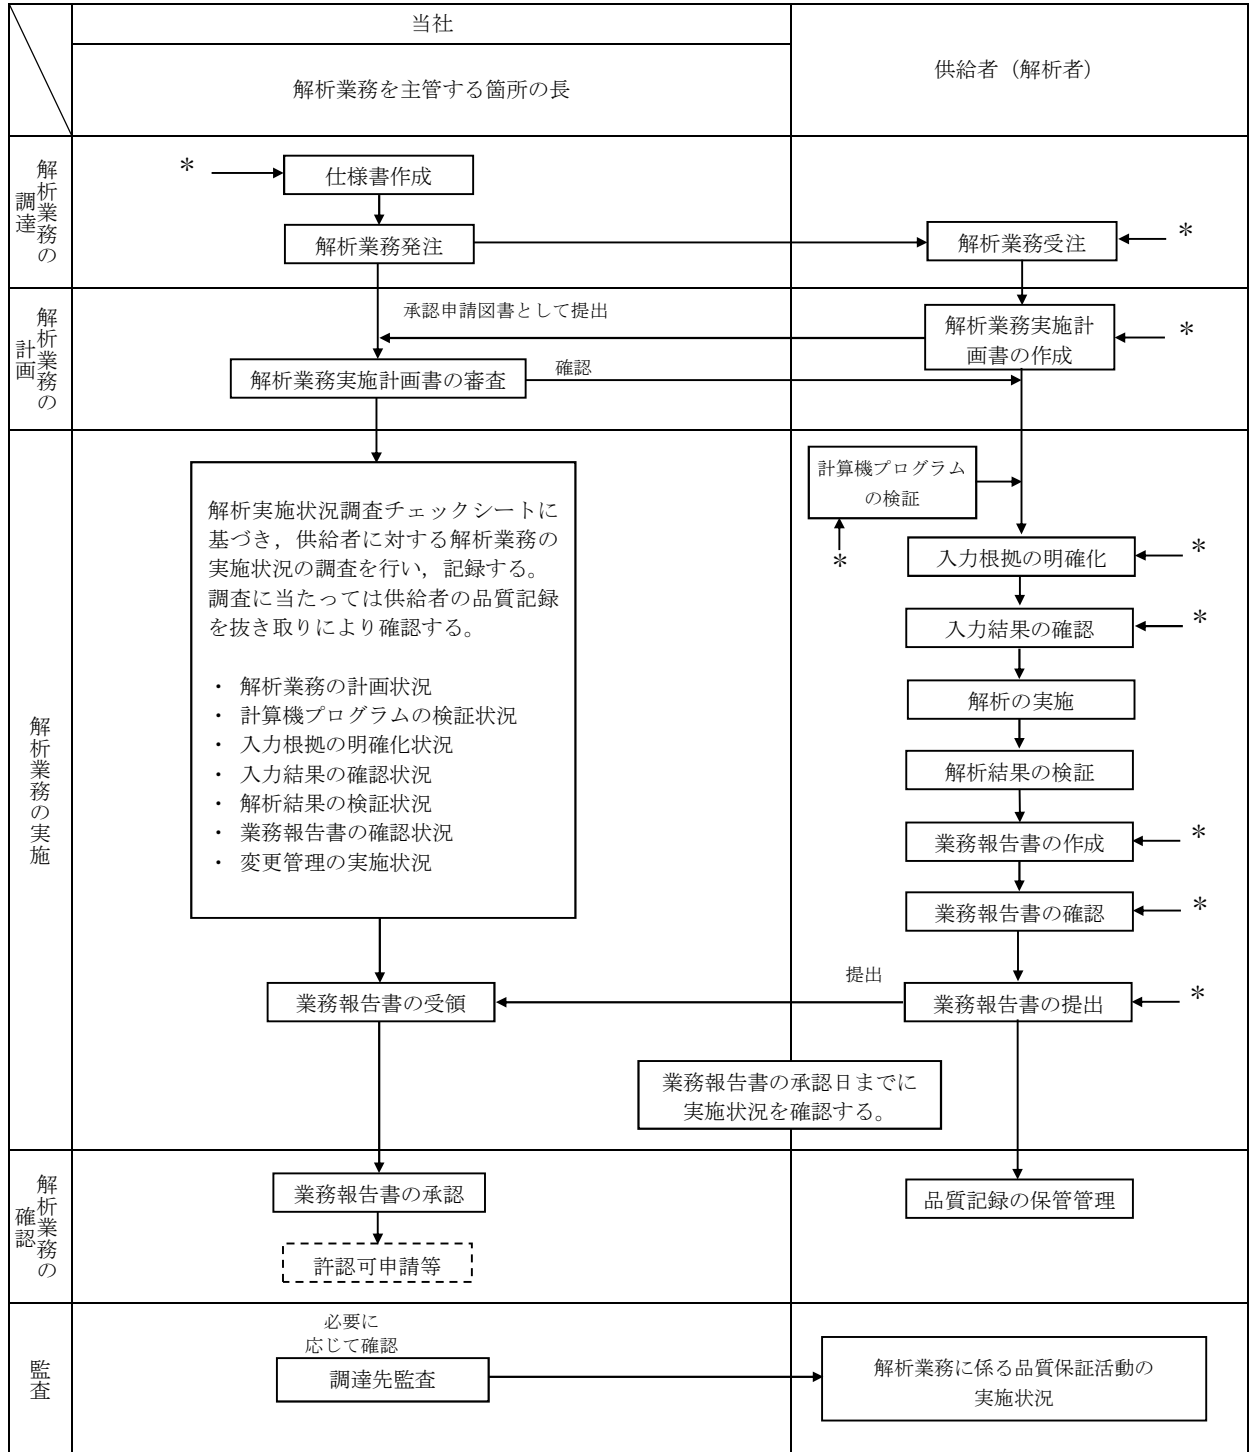 当社
解析業務を主管する箇所の長
供給者（解析者）
解析業務の
調達
*
仕様書作成
解析業務発注
解析業務受注
*
解析業務の
計画
承認申請図書として提出
解析業務実施計
画書の作成
*
解析業務実施計画書の審査
確認
解析業務の実施
解析実施状況調査チェックシートに
基づき，供給者に対する解析業務の
実施状況の調査を行い，記録する。
調査に当たっては供給者の品質記録
を抜き取りにより確認する。
・ 解析業務の計画状況
・ 計算機プログラムの検証状況
・ 入力根拠の明確化状況
・ 入力結果の確認状況
・ 解析結果の検証状況
・ 業務報告書の確認状況
・ 変更管理の実施状況
計算機プログラム
の検証
*
入力根拠の明確化
*
入力結果の確認
*
解析の実施
解析結果の検証
業務報告書の作成
*
業務報告書の確認
*
提出
業務報告書の受領
業務報告書の提出
*
業務報告書の承認日までに
実施状況を確認する。
解析業務の
確認
業務報告書の承認
品質記録の保管管理
許認可申請等
監査
必要に
応じて確認
調達先監査
解析業務に係る品質保証活動の
実施状況